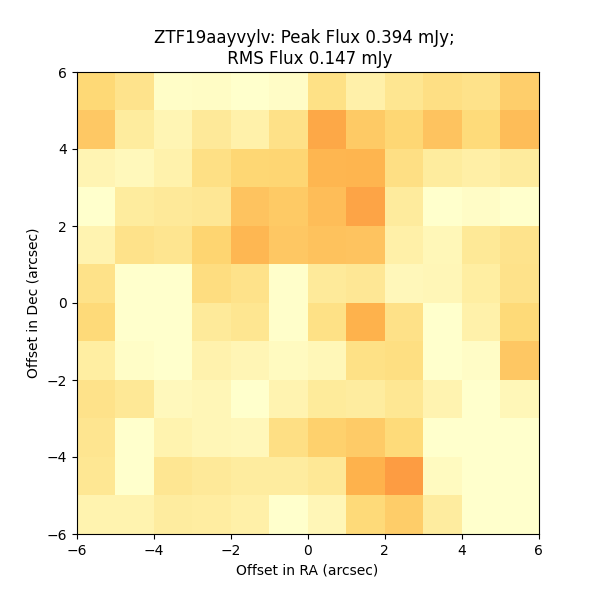 ZTF19aayvylv: Peak Flux 0.394 mJy;
RMS Flux 0.147 mJy
6
4
2
0
−2
−4
−6
Offset in Dec (arcsec)
−6 −4 −2 0 2 4 6
Offset in RA (arcsec)